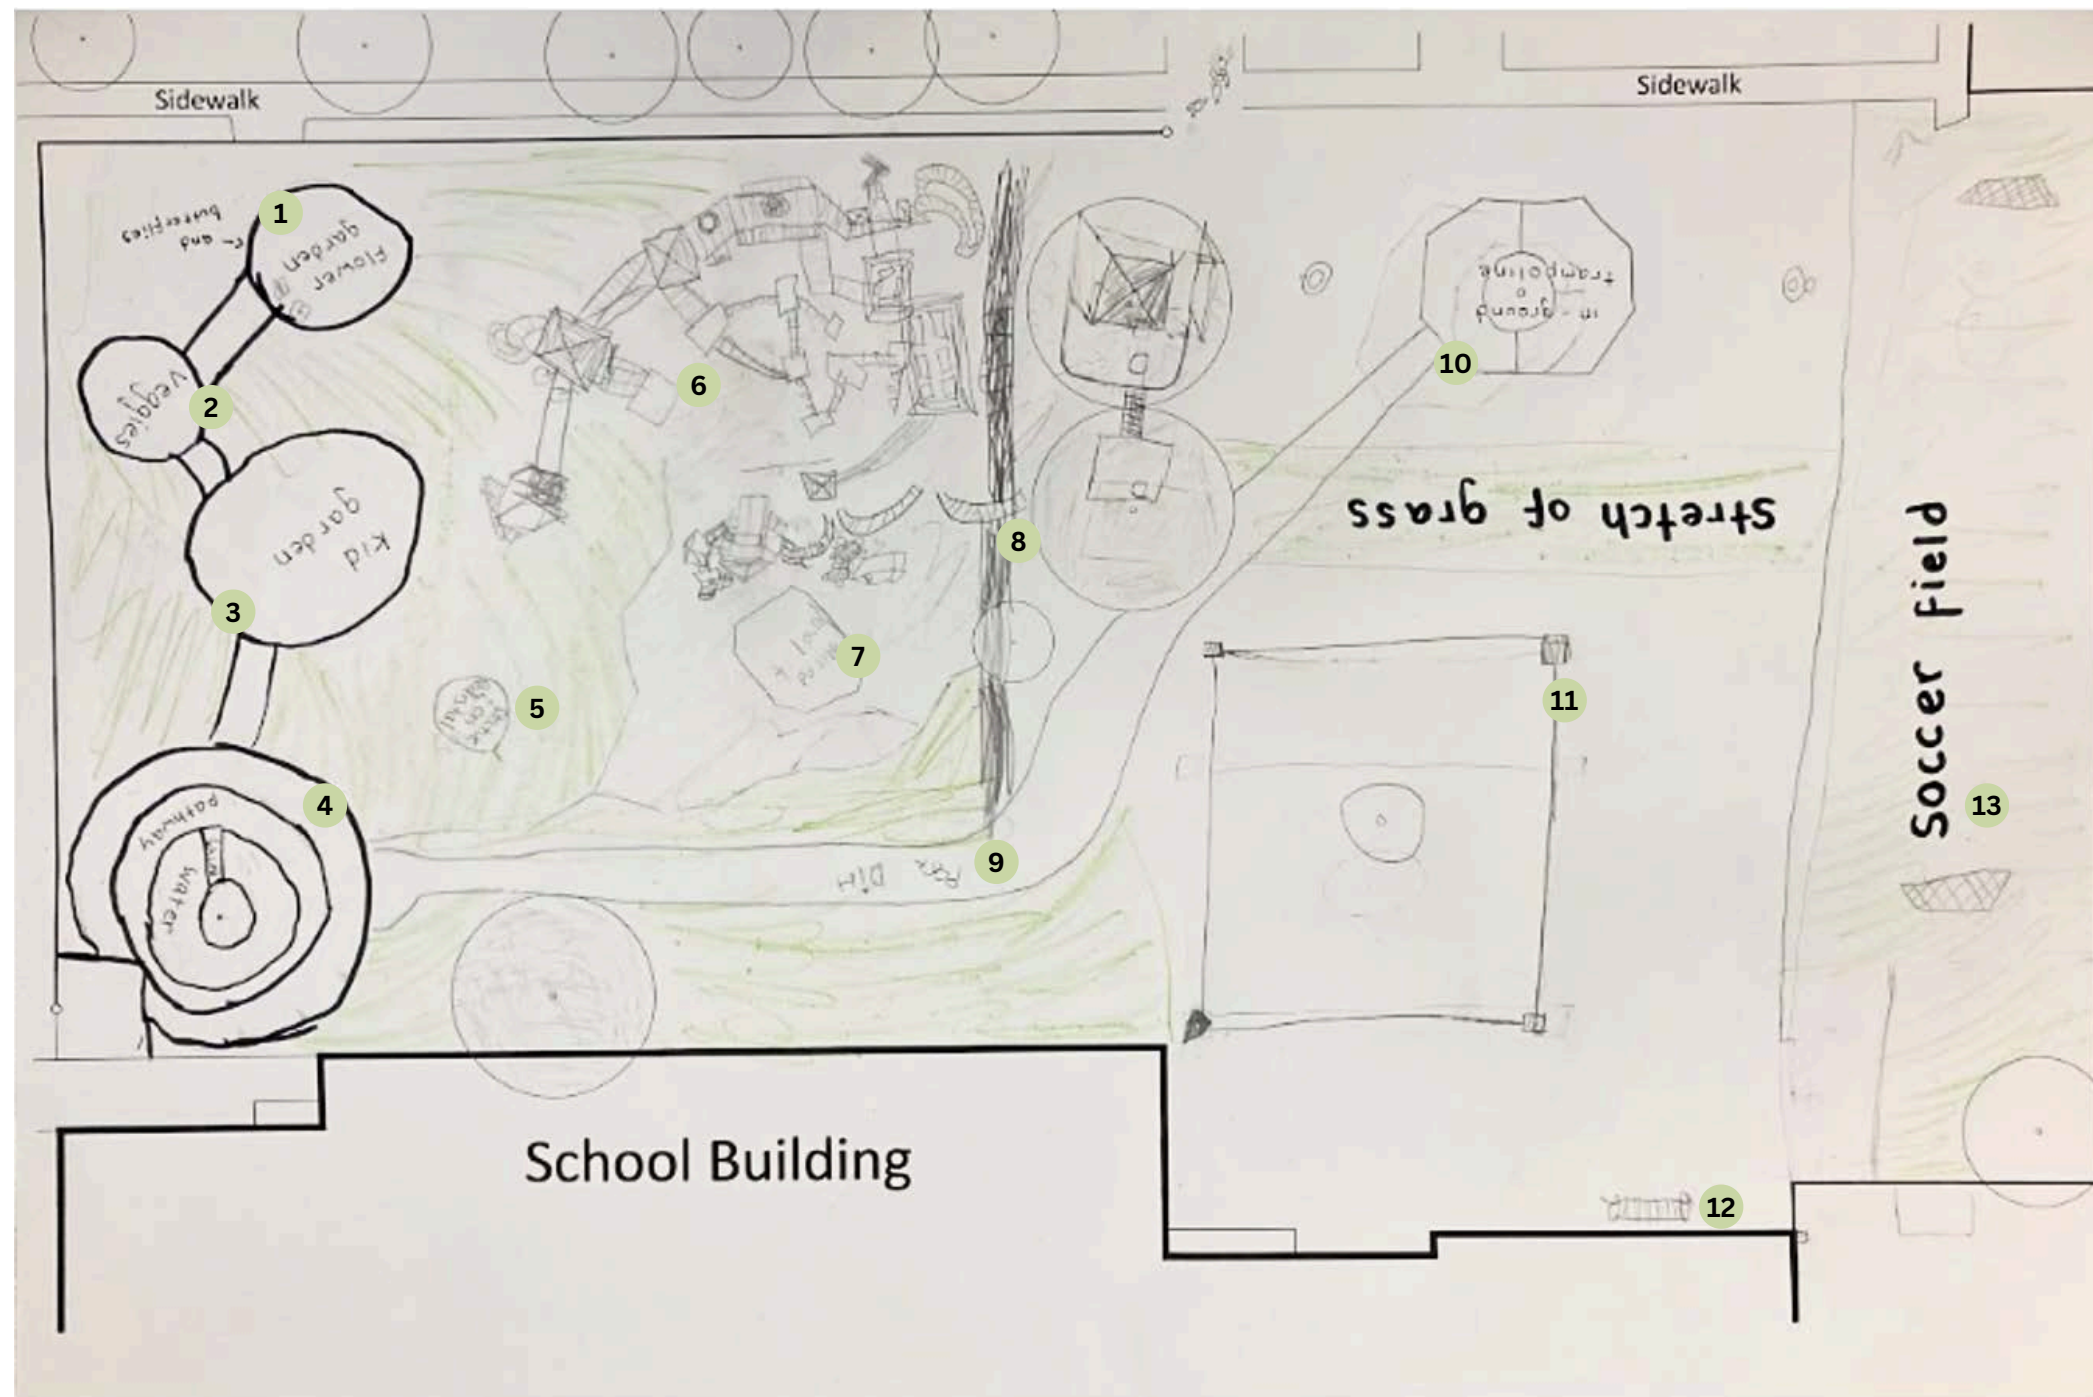 Sidewalk
Sidewalk
1
flower
garden
and
butterflies
2
veggies
3
kid
garden
4
pathway
water
5
6
7
8
9
Dirt
10
in-ground
trampoline
Stretch of grass
11
12
Soccer field
13
School Building